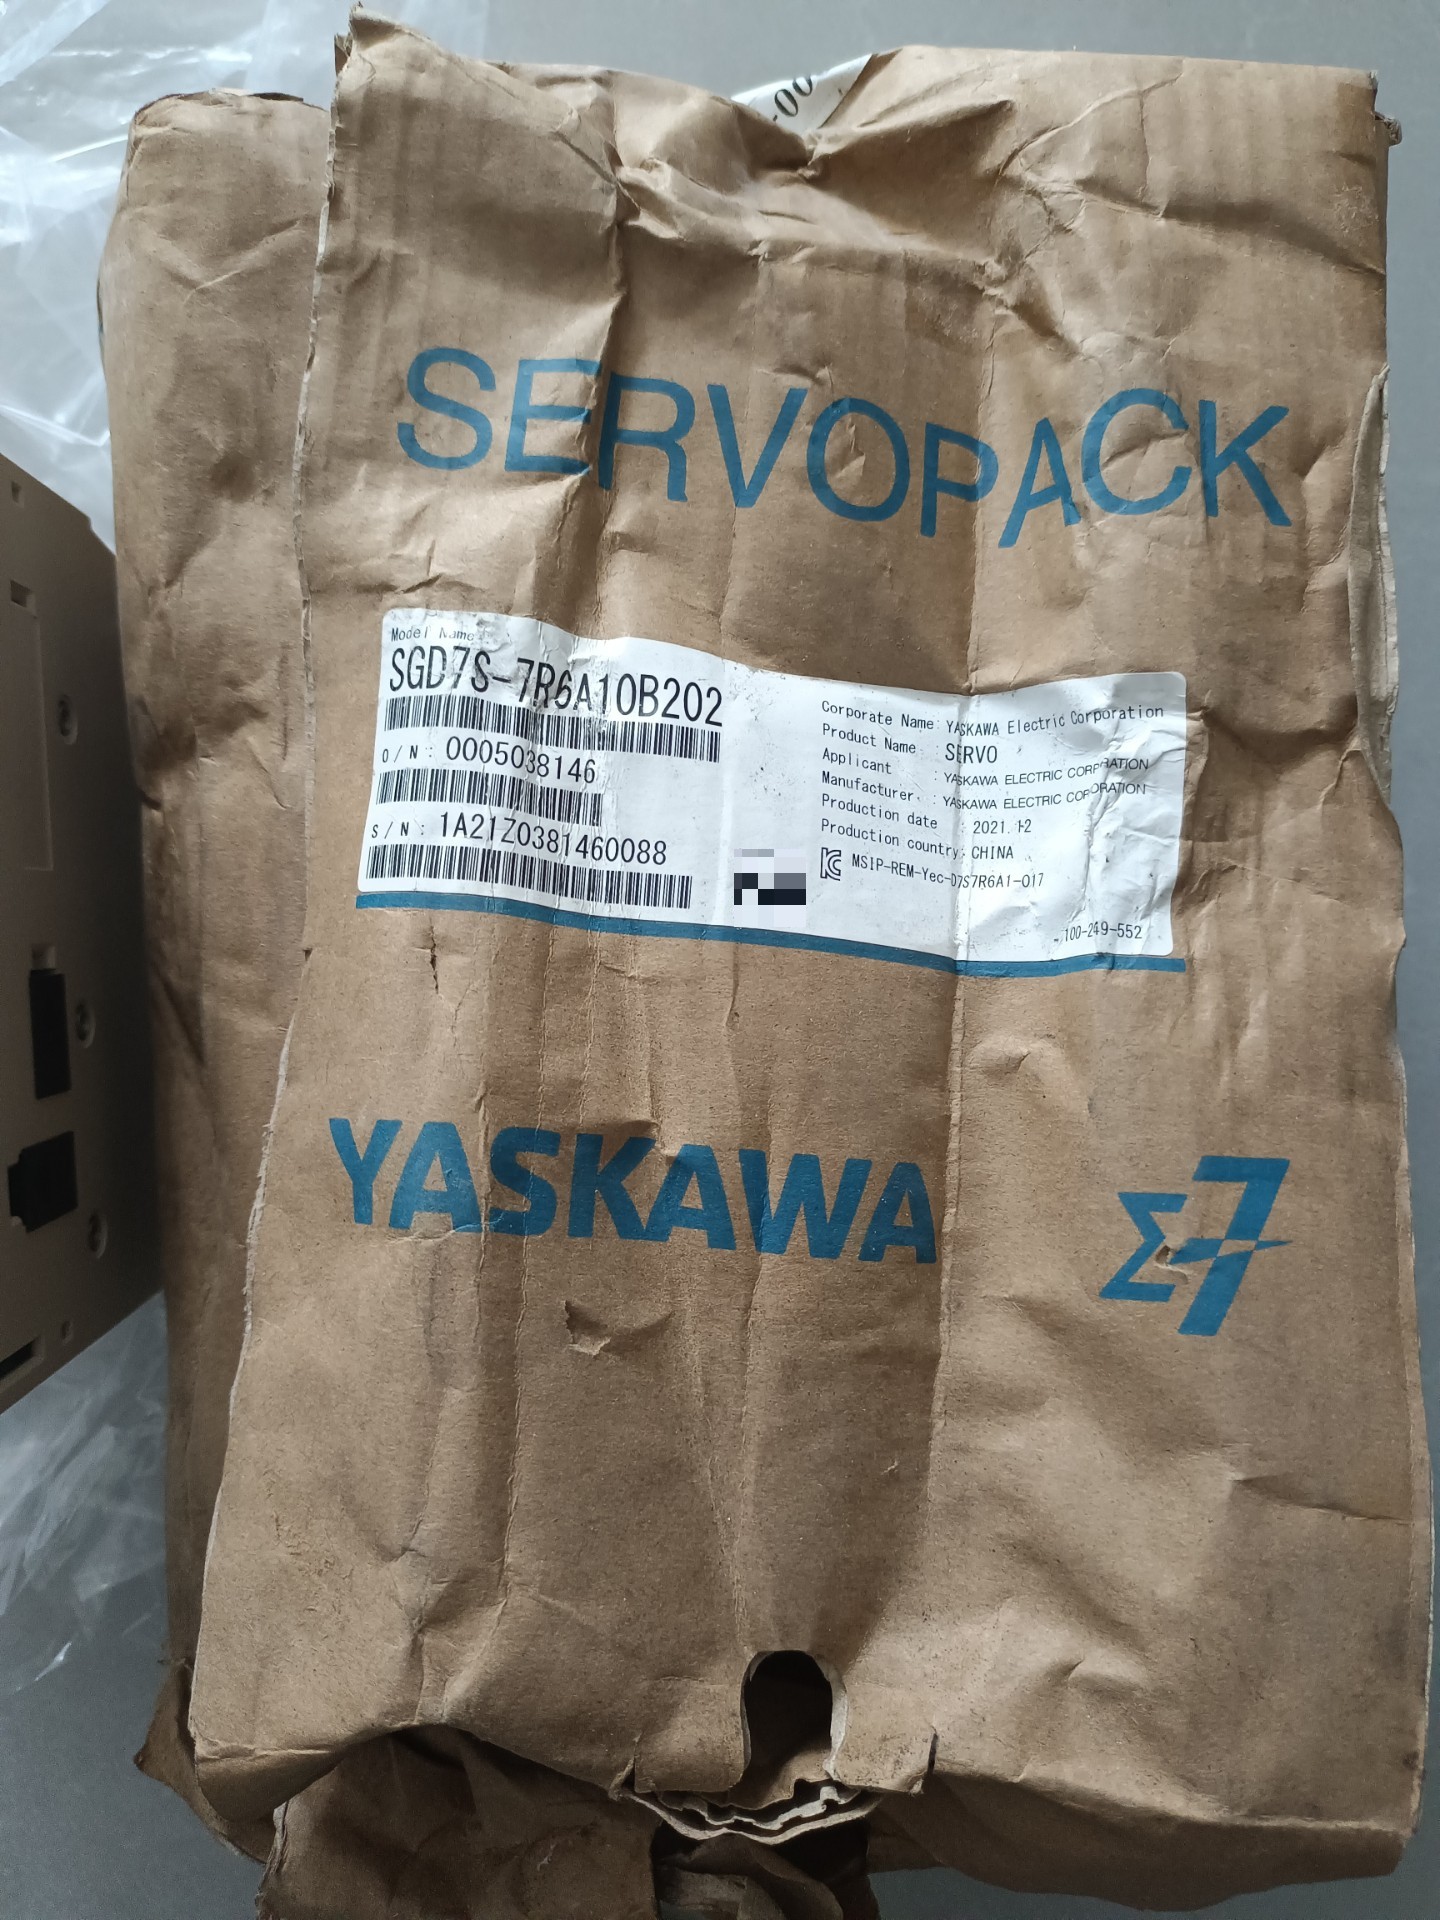 -00
SERVOPACK
Model Name
SGD7S-7R6A10B202
O/N: 0005038146
S/N: 1A21Z0381460088
Corporate Name: YASKAWA Electric Corporation
Product Name : SERVO
Applicant : YASKAWA ELECTRIC CORPORATION
Manufacturer : YASKAWA ELECTRIC CORPORATION
Production date : 2021.12
Production country: CHINA
MSIP-REM-Yec-D7S7R6A1-017
100-249-552
YASKAWA
Σ7